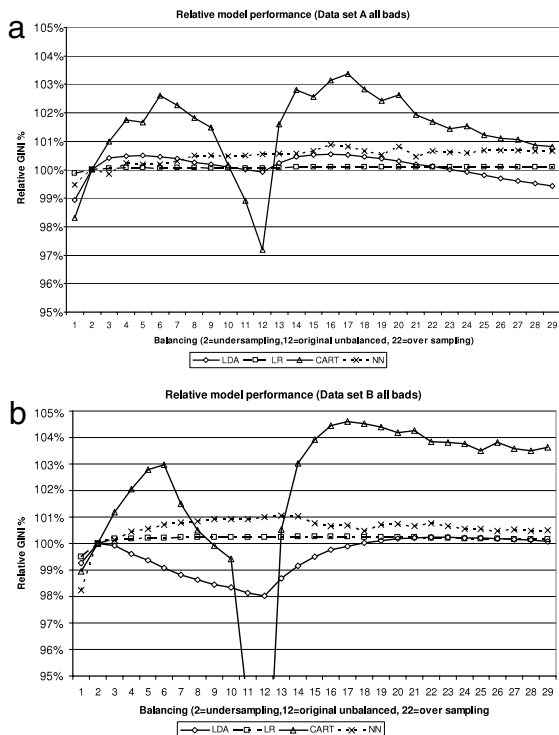 a
Relative model performance (Data set A all bads)
105%
104%
103%
102%
101%
100%
99%
98%
97%
96%
95%
Relative GINI %
1 2 3 4 5 6 7 8 9 10 11 12 13 14 15 16 17 18 19 20 21 22 23 24 25 26 27 28 29
Balancing (2=undersampling,12=original unbalanced, 22=over sampling)
LDA LR CART NN
b
Relative model performance (Data set B all bads)
105%
104%
103%
102%
101%
100%
99%
98%
97%
96%
95%
Relative GINI %
1 2 3 4 5 6 7 8 9 10 11 12 13 14 15 16 17 18 19 20 21 22 23 24 25 26 27 28 29
Balancing (2=undersampling,12=original unbalanced, 22=over sampling
LDA LR CART NN